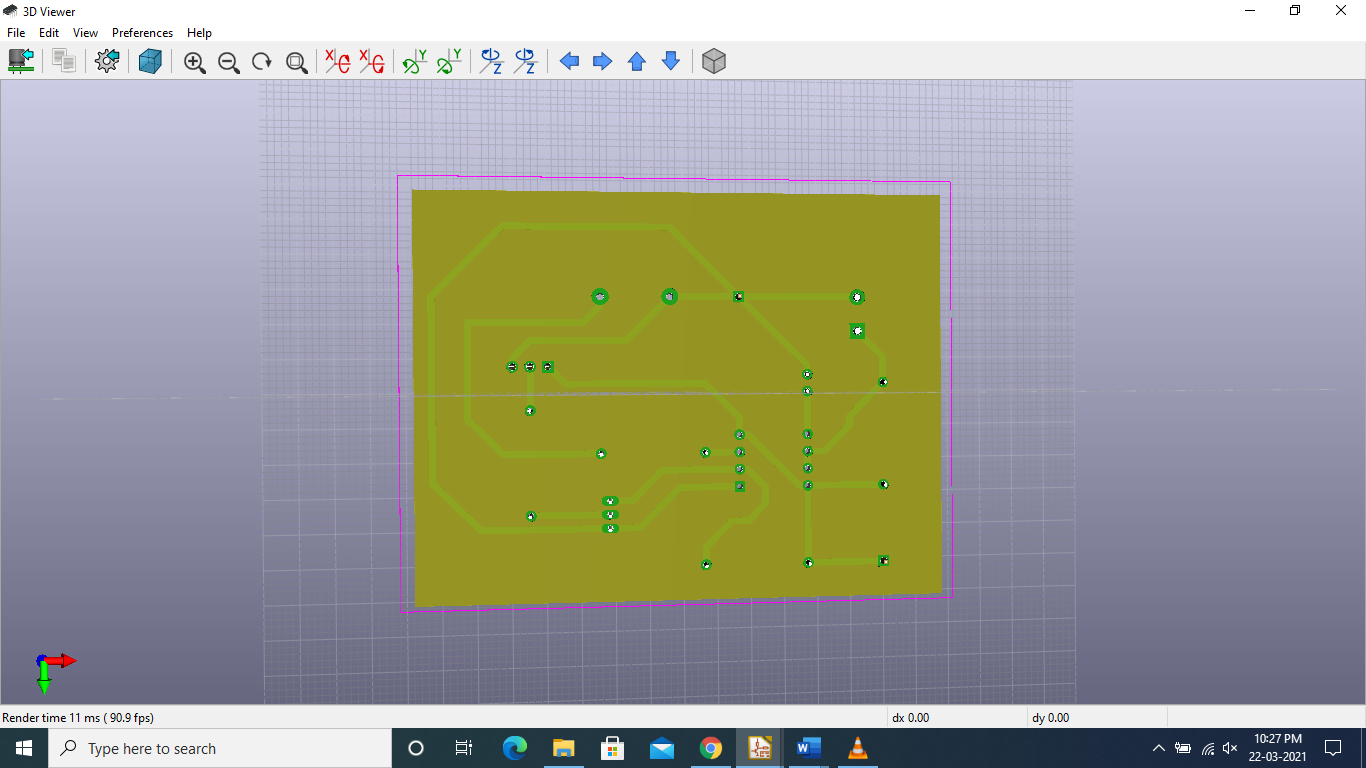 3D Viewer
File Edit View Preferences Help
X X Y Y Z Z
Render time 11 ms ( 90.9 fps) dx 0.00 dy 0.00
Type here to search
W
10:27 PM
22-03-2021